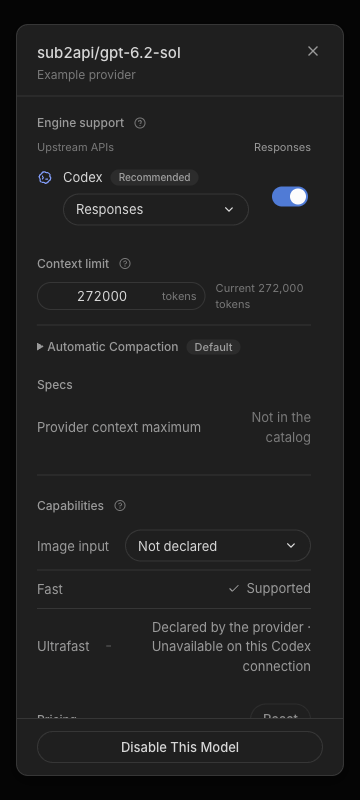 sub2api/gpt-6.2-sol
Example provider
Engine support
Upstream APIs
Responses
Codex
Recommended
Responses
Context limit
272000
tokens
Current 272,000
tokens
Automatic Compaction
Default
Specs
Provider context maximum
Not in the
catalog
Capabilities
Image input
Not declared
Fast
Supported
Ultrafast
-
Declared by the provider ·
Unavailable on this Codex
connection
Pricing
Reset
Disable This Model